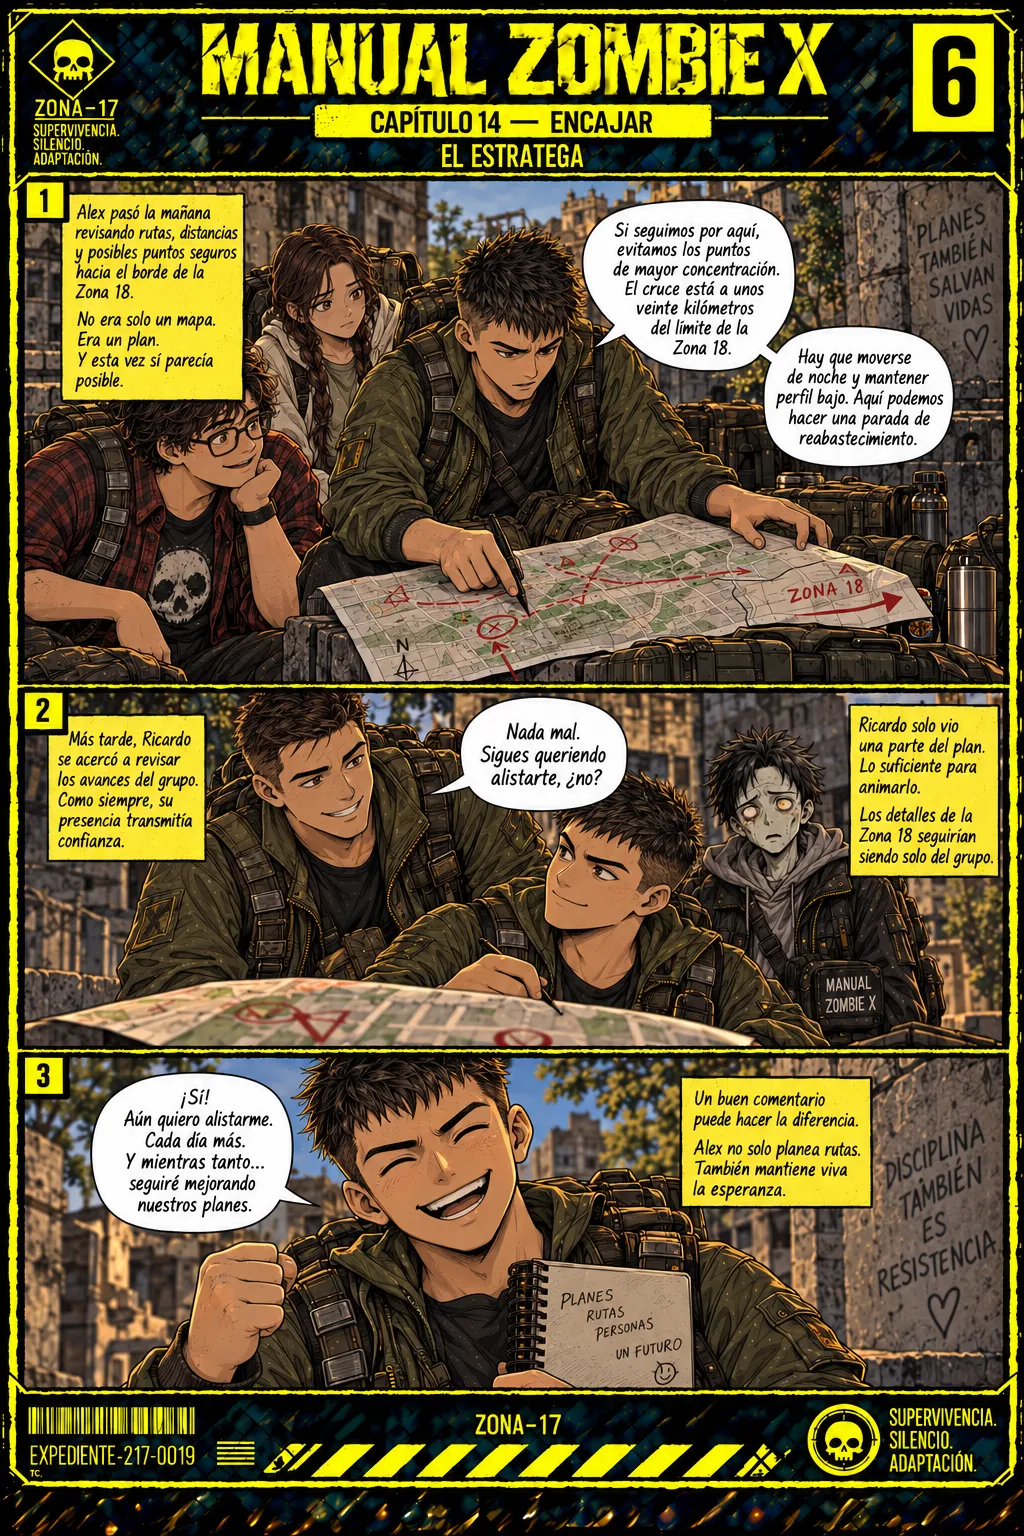 ZONA-17
SUPERVIVENCIA.
SILENCIO.
ADAPTACIÓN.
MANUAL ZOMBIE X
CAPÍTULO 14 — ENCAJAR
EL ESTRATEGA
6
1
Alex pasó la mañana
revisando rutas, distancias
y posibles puntos seguros
hacia el borde de la
Zona 18.
No era solo un mapa.
Era un plan.
Y esta vez sí parecía
posible.
Si seguimos por aquí,
evitamos los puntos
de mayor concentración.
El cruce está a unos
veinte kilómetros
del límite de la
Zona 18.
Hay que moverse
de noche y mantener
perfil bajo. Aquí podemos
hacer una parada de
reabastecimiento.
PLANES
TAMBIÉN
SALVAN
VIDAS
ZONA 18
N
2
Más tarde, Ricardo
se acercó a revisar
los avances del grupo.
Como siempre, su
presencia transmitía
confianza.
Nada mal.
Sigues queriendo
alistarte, ¿no?
Ricardo solo vio
una parte del plan.
Lo suficiente para
animarlo.
Los detalles de la
Zona 18 seguirían
siendo solo del grupo.
MANUAL
ZOMBIE X
3
¡Sí!
Aún quiero alistarme.
Cada día más.
Y mientras tanto...
seguiré mejorando
nuestros planes.
Un buen comentario
puede hacer la diferencia.
Alex no solo planea rutas.
También mantiene viva
la esperanza.
DISCIPLINA
TAMBIÉN
ES
RESISTENCIA
PLANES
RUTAS
PERSONAS
UN FUTURO
EXPEDIENTE-217-0019
TC.
ZONA-17
SUPERVIVENCIA.
SILENCIO.
ADAPTACIÓN.